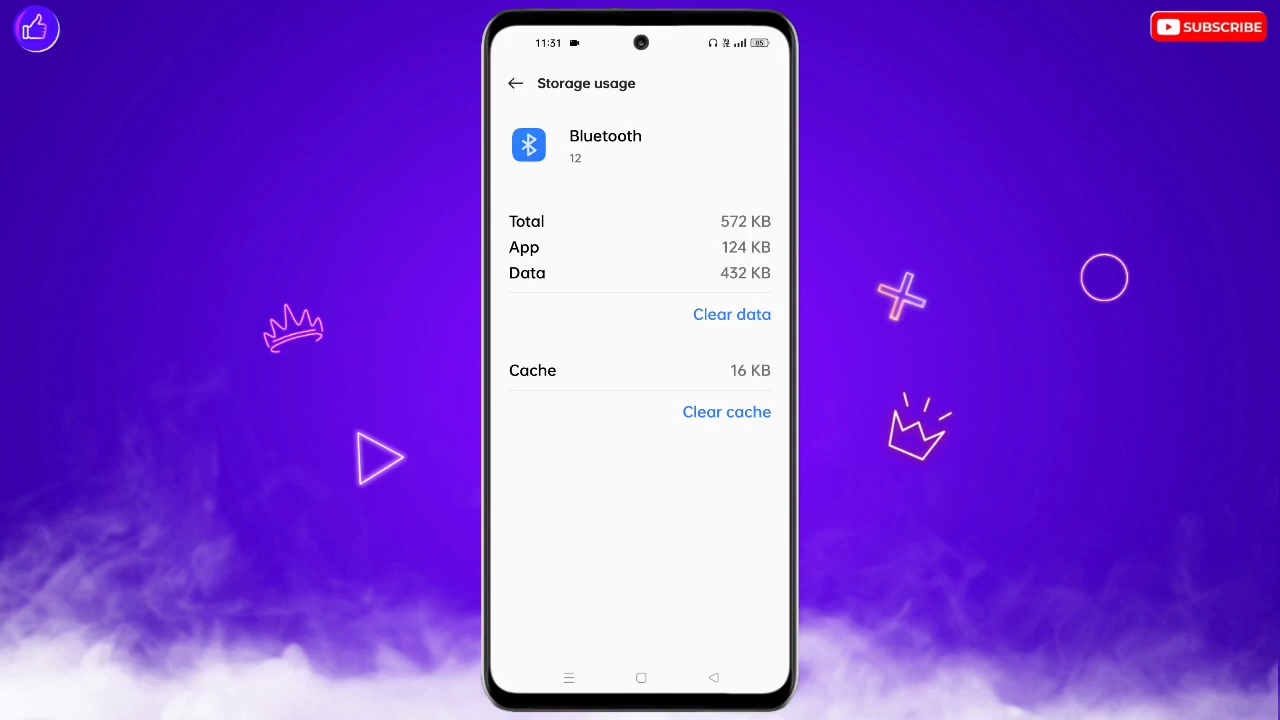 SUBSCRIBE
11:31
85
Storage usage
Bluetooth
12
Total 572 KB
App 124 KB
Data 432 KB
Clear data
Cache 16 KB
Clear cache